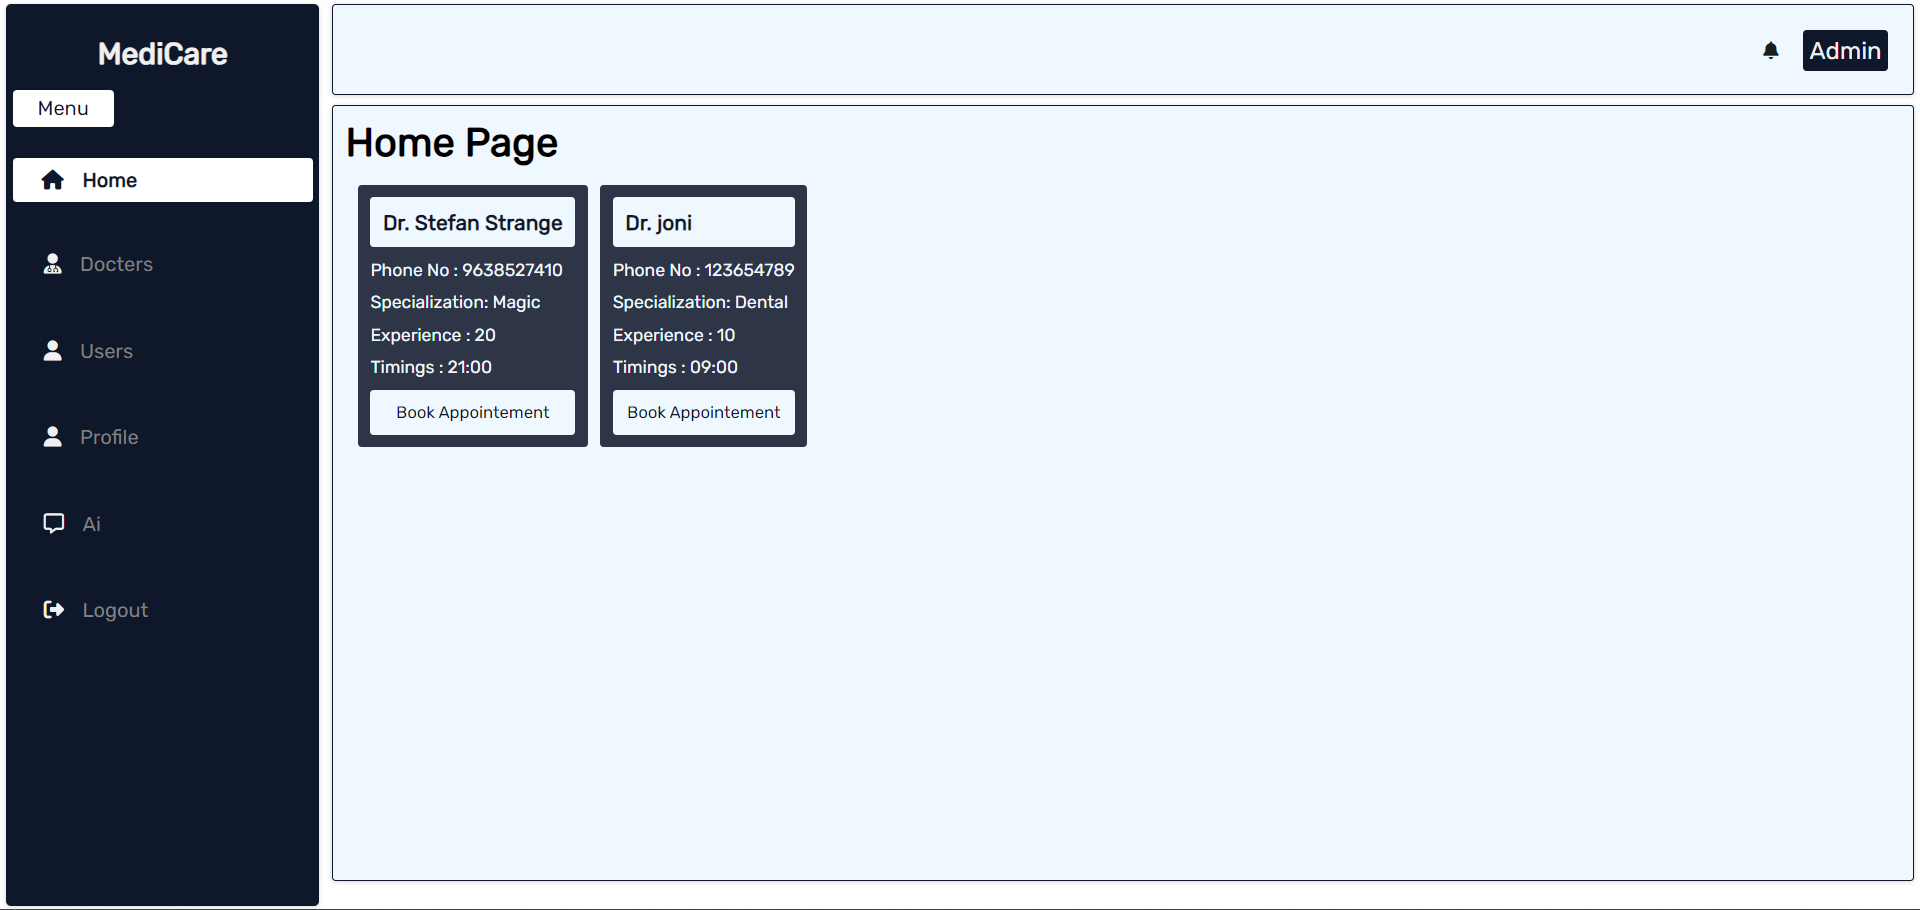 MediCare
Menu
Home
Docters
Users
Profile
Ai
Logout
Admin
Home Page
Dr. Stefan Strange
Phone No : 9638527410
Specialization: Magic
Experience : 20
Timings : 21:00
Book Appointement
Dr. joni
Phone No : 123654789
Specialization: Dental
Experience : 10
Timings : 09:00
Book Appointement